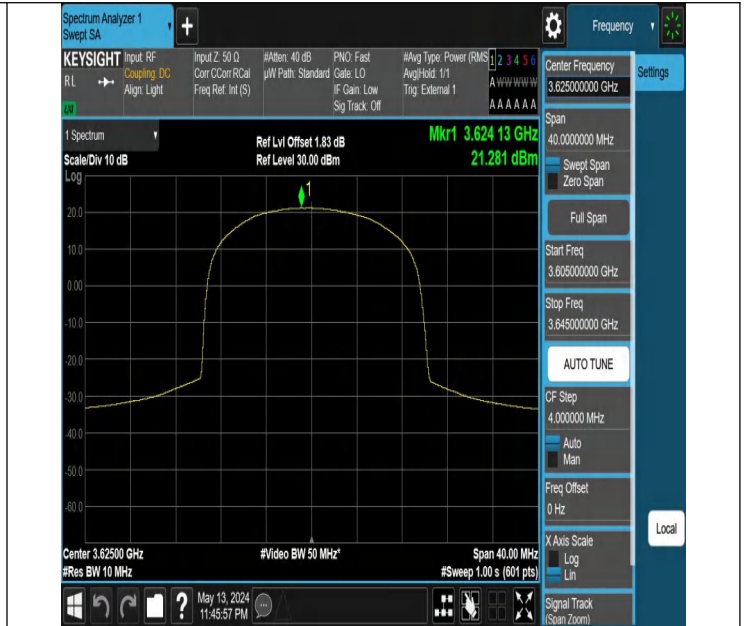 Spectrum Analyzer 1
Swept SA
+
Frequency
KEYSIGHT
RL
LXI
Input: RF
Coupling: DC
Align: Light
Input Z: 50 Ω
Corr CCorr RCal
Freq Ref: Int (S)
#Atten: 40 dB
µW Path: Standard
PNO: Fast
Gate: LO
IF Gain: Low
Sig Track: Off
#Avg Type: Power (RMS
Avg|Hold: 1/1
Trig: External 1
1 2 3 4 5 6
A W W W W W
A A A A A A
1 Spectrum
Scale/Div 10 dB
Log
Ref Lvl Offset 1.83 dB
Ref Level 30.00 dBm
Mkr1 3.624 13 GHz
21.281 dBm
1
20.0
10.0
0.00
-10.0
-20.0
-30.0
-40.0
-50.0
-60.0
Center 3.62500 GHz
#Res BW 10 MHz
#Video BW 50 MHz*
Span 40.00 MHz
#Sweep 1.00 s (601 pts)
?
May 13, 2024
11:45:57 PM
Center Frequency
3.625000000 GHz
Span
40.0000000 MHz
Swept Span
Zero Span
Full Span
Start Freq
3.605000000 GHz
Stop Freq
3.645000000 GHz
AUTO TUNE
CF Step
4.000000 MHz
Auto
Man
Freq Offset
0 Hz
X Axis Scale
Log
Lin
Signal Track
(Span Zoom)
Settings
Local